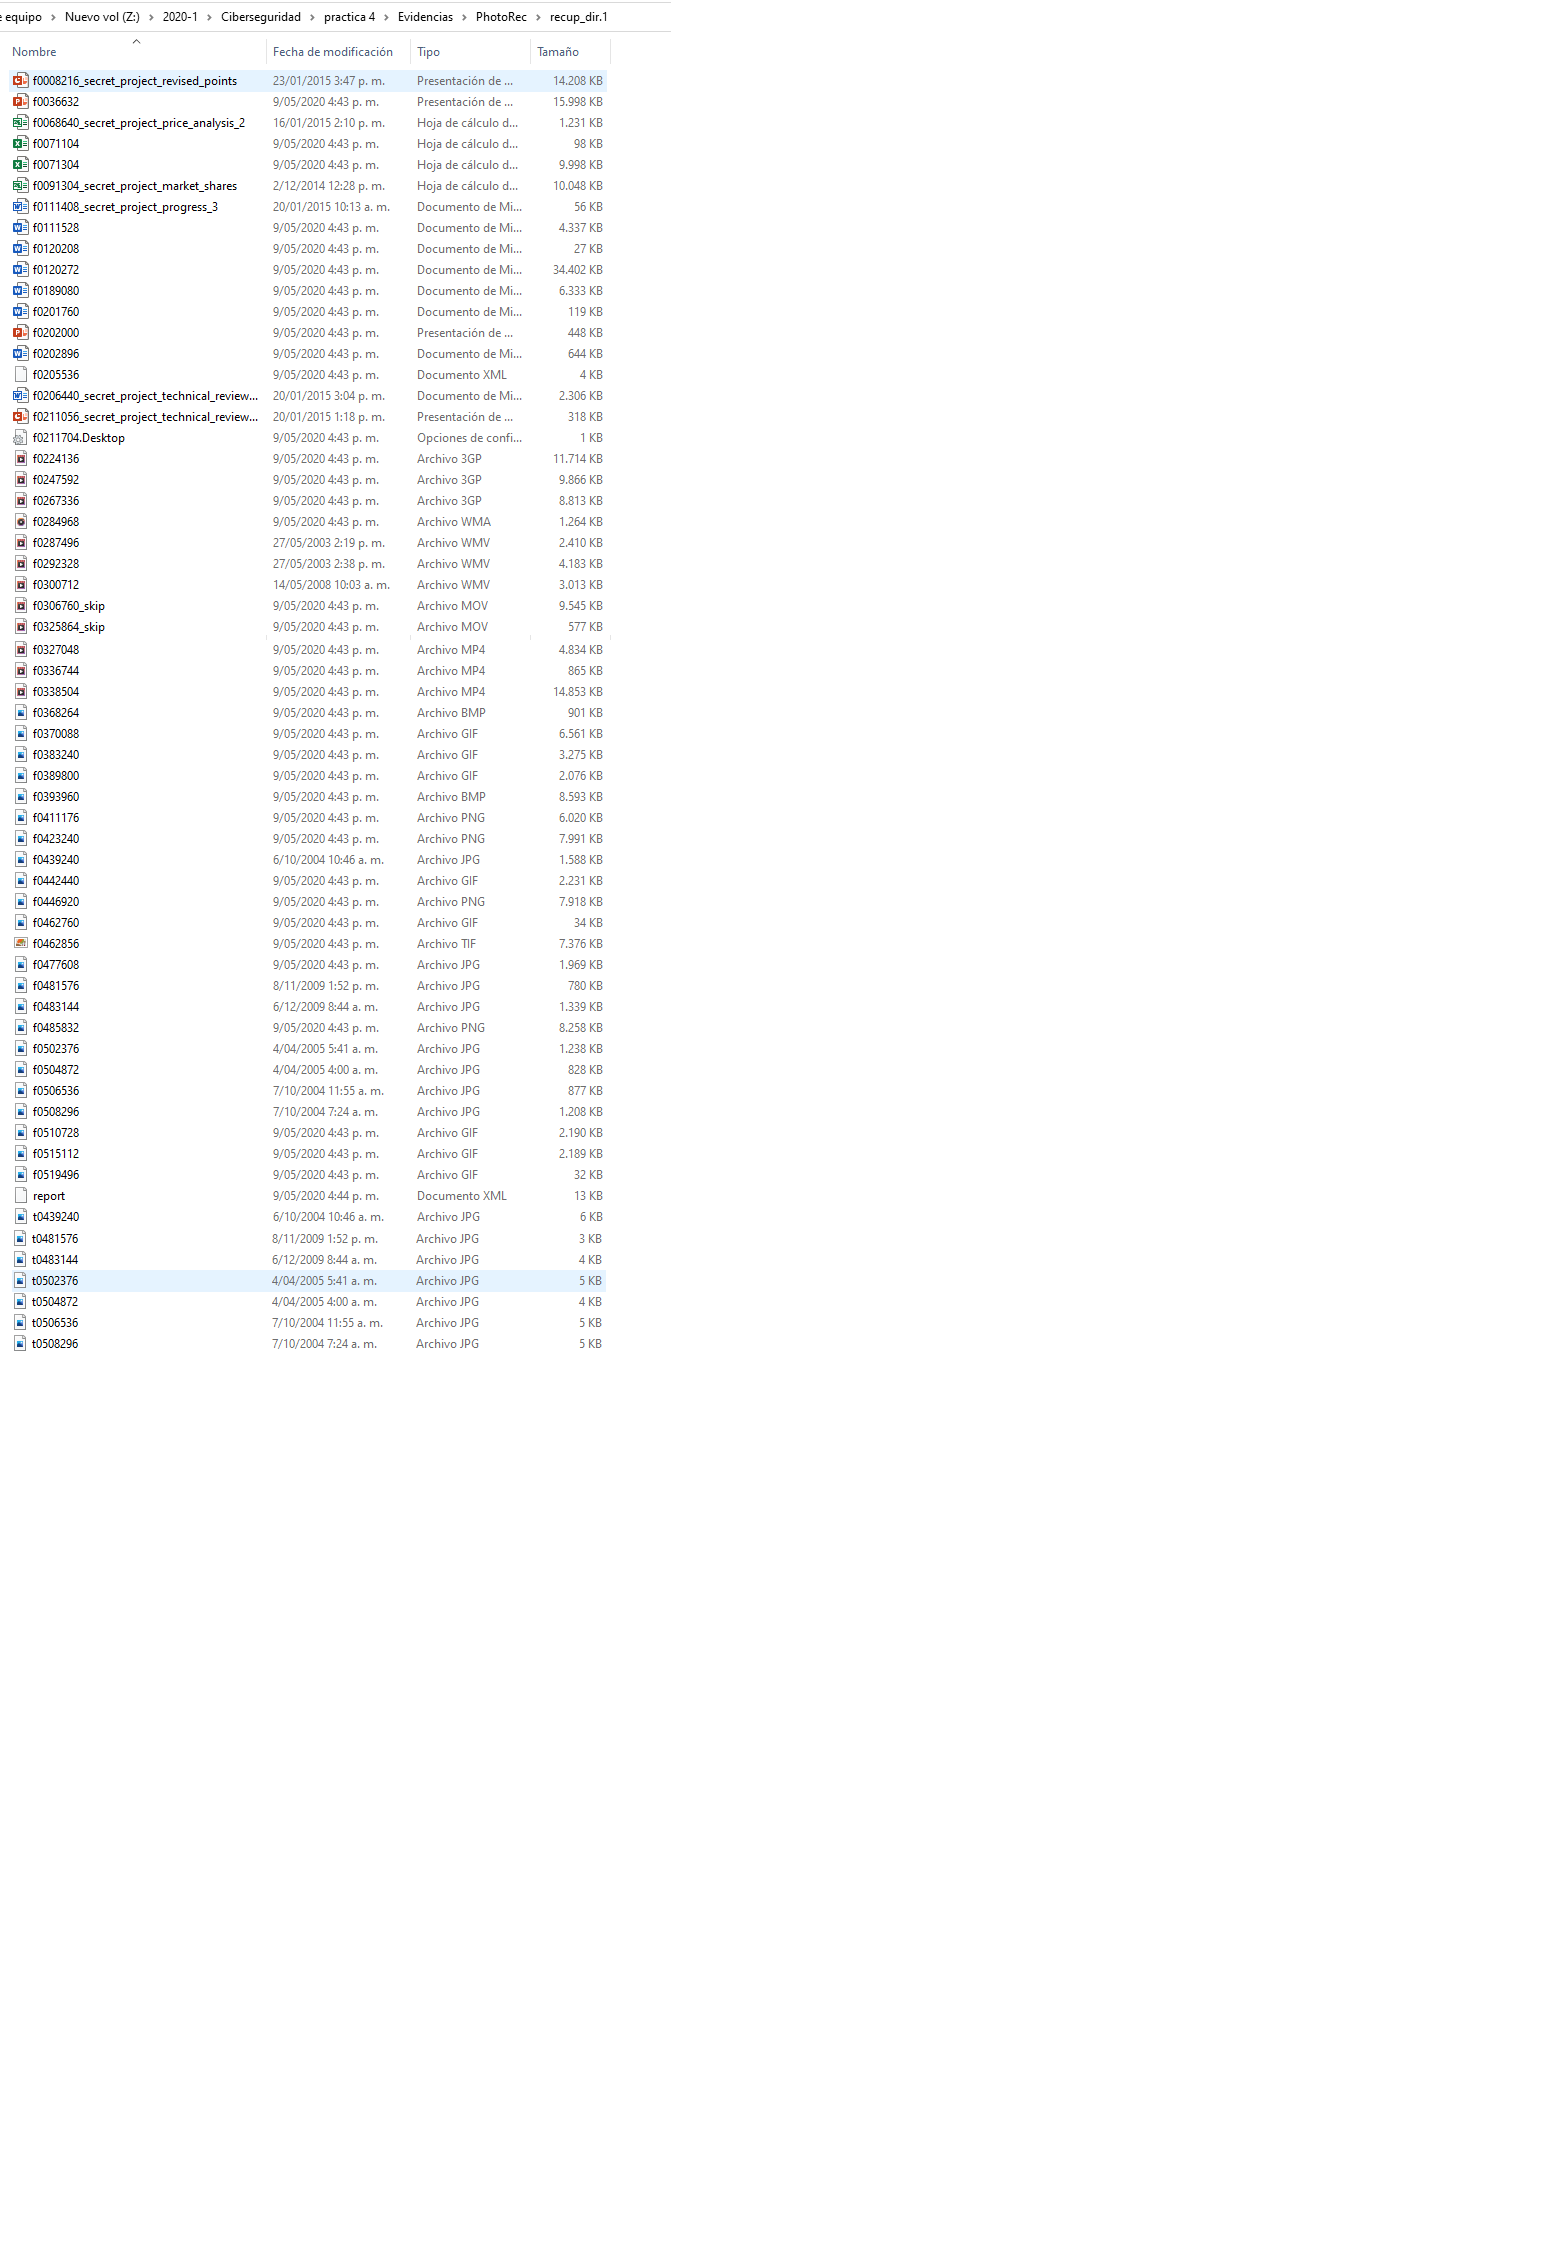 equipo > Nuevo vol (Z:) > 2020-1 > Ciberseguridad > practica 4 > Evidencias > PhotoRec > recup_dir.1
Nombre Fecha de modificación Tipo Tamaño
f0008216_secret_project_revised_points 23/01/2015 3:47 p. m. Presentación de ... 14.208 KB
f0036632 9/05/2020 4:43 p. m. Presentación de ... 15.998 KB
f0068640_secret_project_price_analysis_2 16/01/2015 2:10 p. m. Hoja de cálculo d... 1.231 KB
f0071104 9/05/2020 4:43 p. m. Hoja de cálculo d... 98 KB
f0071304 9/05/2020 4:43 p. m. Hoja de cálculo d... 9.998 KB
f0091304_secret_project_market_shares 2/12/2014 12:28 p. m. Hoja de cálculo d... 10.048 KB
f0111408_secret_project_progress_3 20/01/2015 10:13 a. m. Documento de Mi... 56 KB
f0111528 9/05/2020 4:43 p. m. Documento de Mi... 4.337 KB
f0120208 9/05/2020 4:43 p. m. Documento de Mi... 27 KB
f0120272 9/05/2020 4:43 p. m. Documento de Mi... 34.402 KB
f0189080 9/05/2020 4:43 p. m. Documento de Mi... 6.333 KB
f0201760 9/05/2020 4:43 p. m. Documento de Mi... 119 KB
f0202000 9/05/2020 4:43 p. m. Presentación de ... 448 KB
f0202896 9/05/2020 4:43 p. m. Documento de Mi... 644 KB
f0205536 9/05/2020 4:43 p. m. Documento XML 4 KB
f0206440_secret_project_technical_review... 20/01/2015 3:04 p. m. Documento de Mi... 2.306 KB
f0211056_secret_project_technical_review... 20/01/2015 1:18 p. m. Presentación de ... 318 KB
f0211704.Desktop 9/05/2020 4:43 p. m. Opciones de confi... 1 KB
f0224136 9/05/2020 4:43 p. m. Archivo 3GP 11.714 KB
f0247592 9/05/2020 4:43 p. m. Archivo 3GP 9.866 KB
f0267336 9/05/2020 4:43 p. m. Archivo 3GP 8.813 KB
f0284968 9/05/2020 4:43 p. m. Archivo WMA 1.264 KB
f0287496 27/05/2003 2:19 p. m. Archivo WMV 2.410 KB
f0292328 27/05/2003 2:38 p. m. Archivo WMV 4.183 KB
f0300712 14/05/2008 10:03 a. m. Archivo WMV 3.013 KB
f0306760_skip 9/05/2020 4:43 p. m. Archivo MOV 9.545 KB
f0325864_skip 9/05/2020 4:43 p. m. Archivo MOV 577 KB
f0327048 9/05/2020 4:43 p. m. Archivo MP4 4.834 KB
f0336744 9/05/2020 4:43 p. m. Archivo MP4 865 KB
f0338504 9/05/2020 4:43 p. m. Archivo MP4 14.853 KB
f0368264 9/05/2020 4:43 p. m. Archivo BMP 901 KB
f0370088 9/05/2020 4:43 p. m. Archivo GIF 6.561 KB
f0383240 9/05/2020 4:43 p. m. Archivo GIF 3.275 KB
f0389800 9/05/2020 4:43 p. m. Archivo GIF 2.076 KB
f0393960 9/05/2020 4:43 p. m. Archivo BMP 8.593 KB
f0411176 9/05/2020 4:43 p. m. Archivo PNG 6.020 KB
f0423240 9/05/2020 4:43 p. m. Archivo PNG 7.991 KB
f0439240 6/10/2004 10:46 a. m. Archivo JPG 1.588 KB
f0442440 9/05/2020 4:43 p. m. Archivo GIF 2.231 KB
f0446920 9/05/2020 4:43 p. m. Archivo PNG 7.918 KB
f0462760 9/05/2020 4:43 p. m. Archivo GIF 34 KB
f0462856 9/05/2020 4:43 p. m. Archivo TIF 7.376 KB
f0477608 9/05/2020 4:43 p. m. Archivo JPG 1.969 KB
f0481576 8/11/2009 1:52 p. m. Archivo JPG 780 KB
f0483144 6/12/2009 8:44 a. m. Archivo JPG 1.339 KB
f0485832 9/05/2020 4:43 p. m. Archivo PNG 8.258 KB
f0502376 4/04/2005 5:41 a. m. Archivo JPG 1.238 KB
f0504872 4/04/2005 4:00 a. m. Archivo JPG 828 KB
f0506536 7/10/2004 11:55 a. m. Archivo JPG 877 KB
f0508296 7/10/2004 7:24 a. m. Archivo JPG 1.208 KB
f0510728 9/05/2020 4:43 p. m. Archivo GIF 2.190 KB
f0515112 9/05/2020 4:43 p. m. Archivo GIF 2.189 KB
f0519496 9/05/2020 4:43 p. m. Archivo GIF 32 KB
report 9/05/2020 4:44 p. m. Documento XML 13 KB
t0439240 6/10/2004 10:46 a. m. Archivo JPG 6 KB
t0481576 8/11/2009 1:52 p. m. Archivo JPG 3 KB
t0483144 6/12/2009 8:44 a. m. Archivo JPG 4 KB
t0502376 4/04/2005 5:41 a. m. Archivo JPG 5 KB
t0504872 4/04/2005 4:00 a. m. Archivo JPG 4 KB
t0506536 7/10/2004 11:55 a. m. Archivo JPG 5 KB
t0508296 7/10/2004 7:24 a. m. Archivo JPG 5 KB